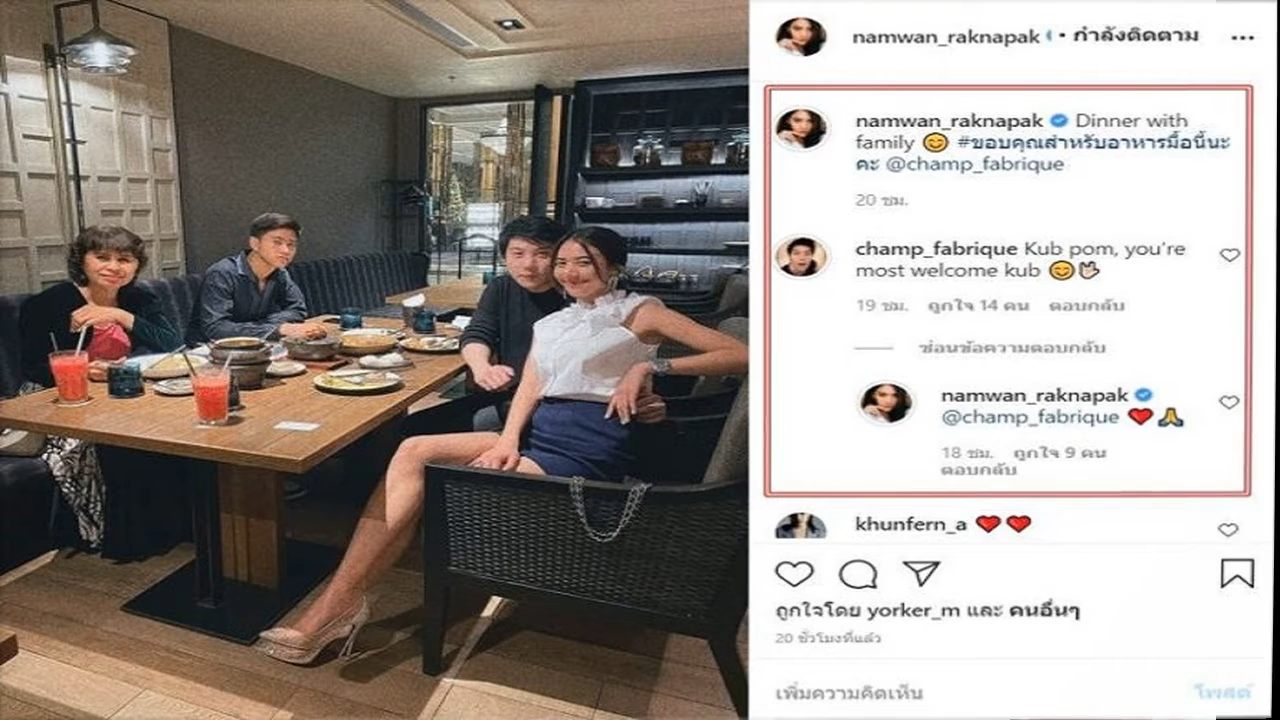 namwan_raknapak • กำลังติดตาม
namwan_raknapak Dinner with
family 😊 #ขอบคุณสำหรับอาหารมื้อนี้นะ
คะ @champ_fabrique
20 ชม.
champ_fabrique Kub pom, you're
most welcome kub 😊🤟
19 ชม. ถูกใจ 14 คน ตอบกลับ
ซ่อนข้อความตอบกลับ
namwan_raknapak
@champ_fabrique ❤️🙏
18 ชม. ถูกใจ 9 คน
ตอบกลับ
khunfern_a ❤️❤️
ถูกใจโดย yorker_m และ คนอื่นๆ
20 ชั่วโมงที่แล้ว
เพิ่มความคิดเห็น โพสต์